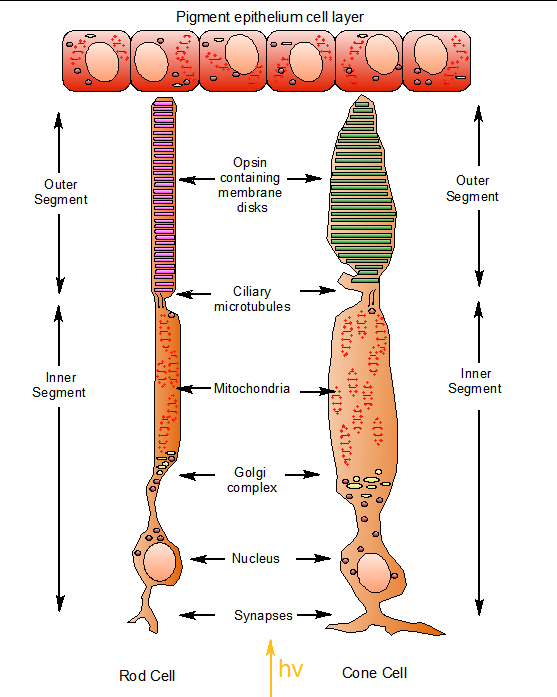 Pigment epithelium cell layer
Outer
Segment
Opsin
containing
membrane
disks
Outer
Segment
Ciliary
microtubules
Inner
Segment
Mitochondria
Inner
Segment
Golgi
complex
Nucleus
Synapses
hv
Rod Cell
Cone Cell